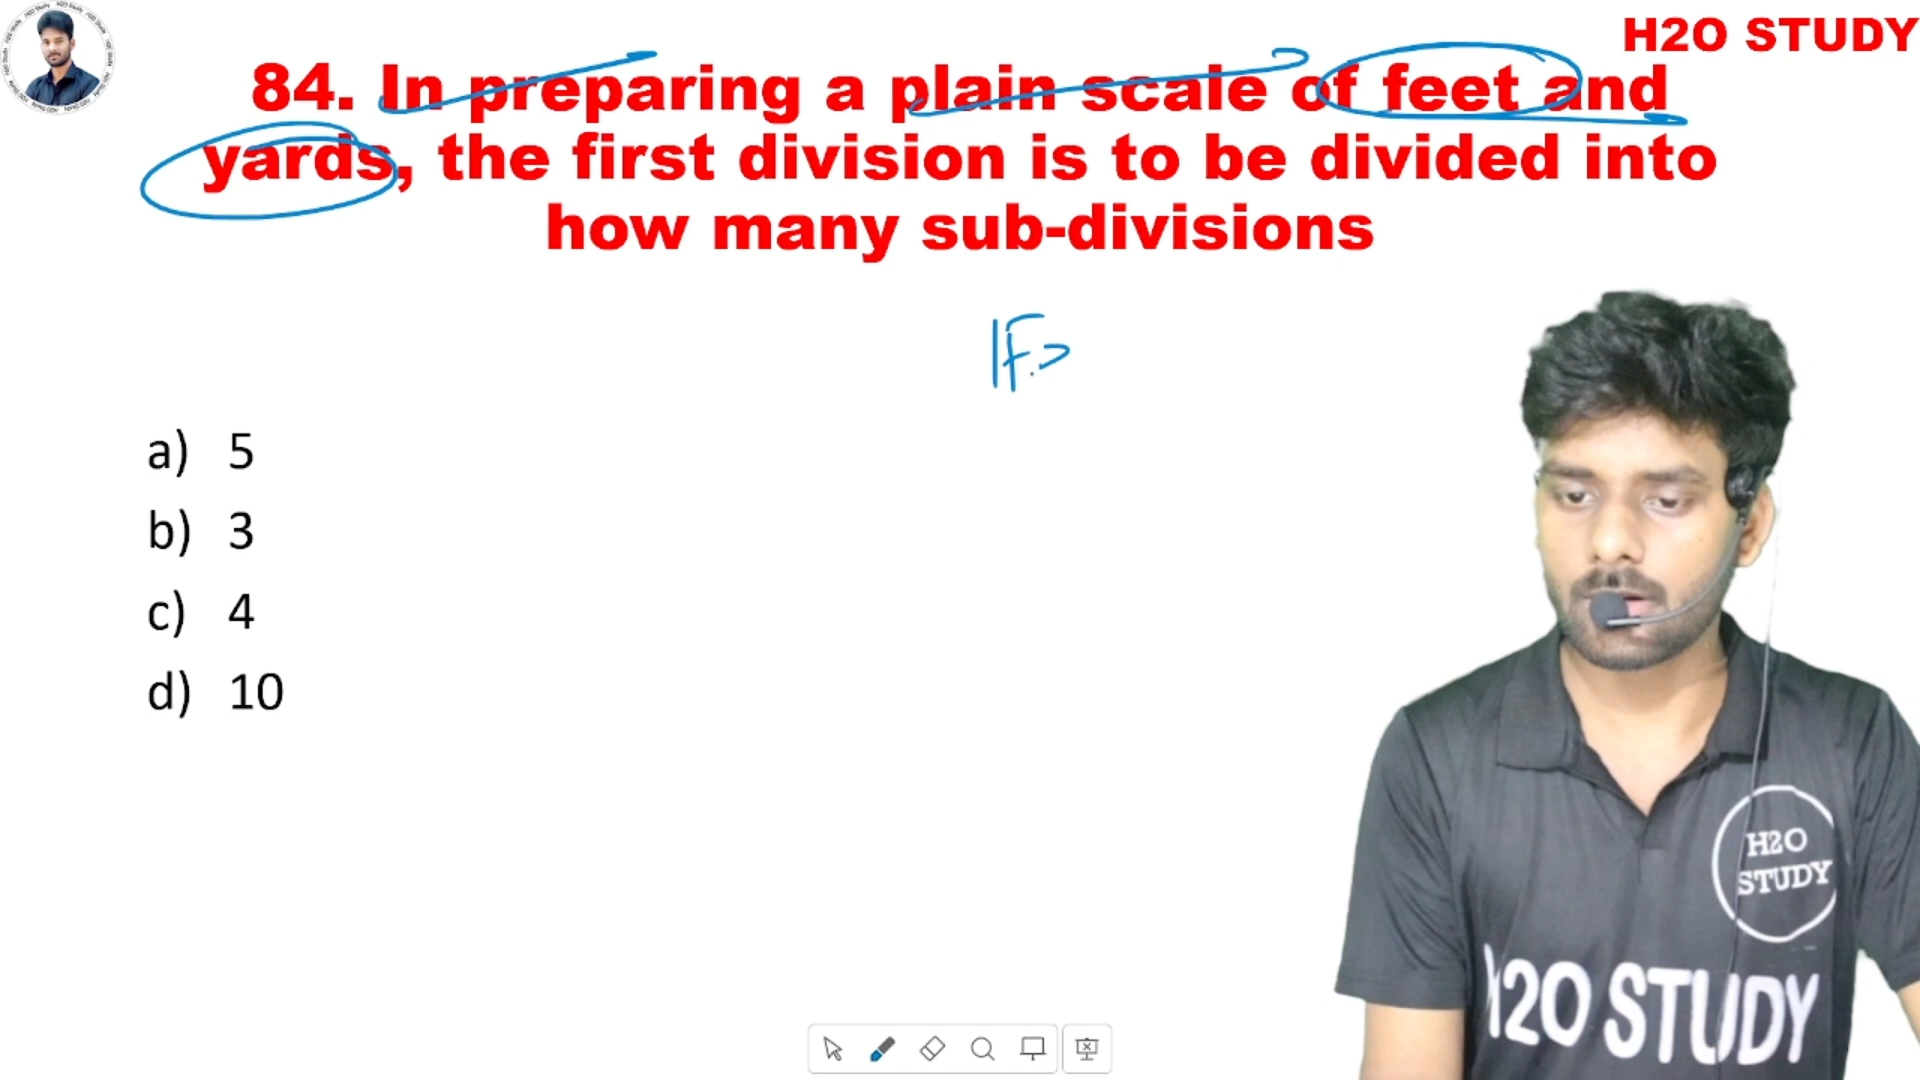 H2O STUDY
84. In preparing a plain scale of feet and
yards, the first division is to be divided into
how many sub-divisions
a) 5
b) 3
c) 4
d) 10
H2O
STUDY
H2O STUDY